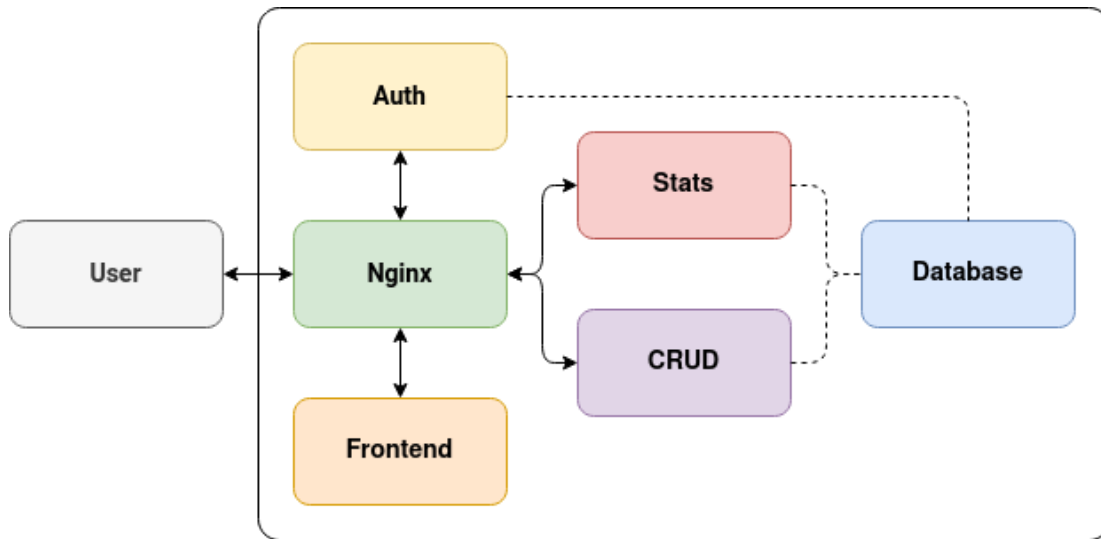 Auth
Stats
User
Nginx
Database
CRUD
Frontend